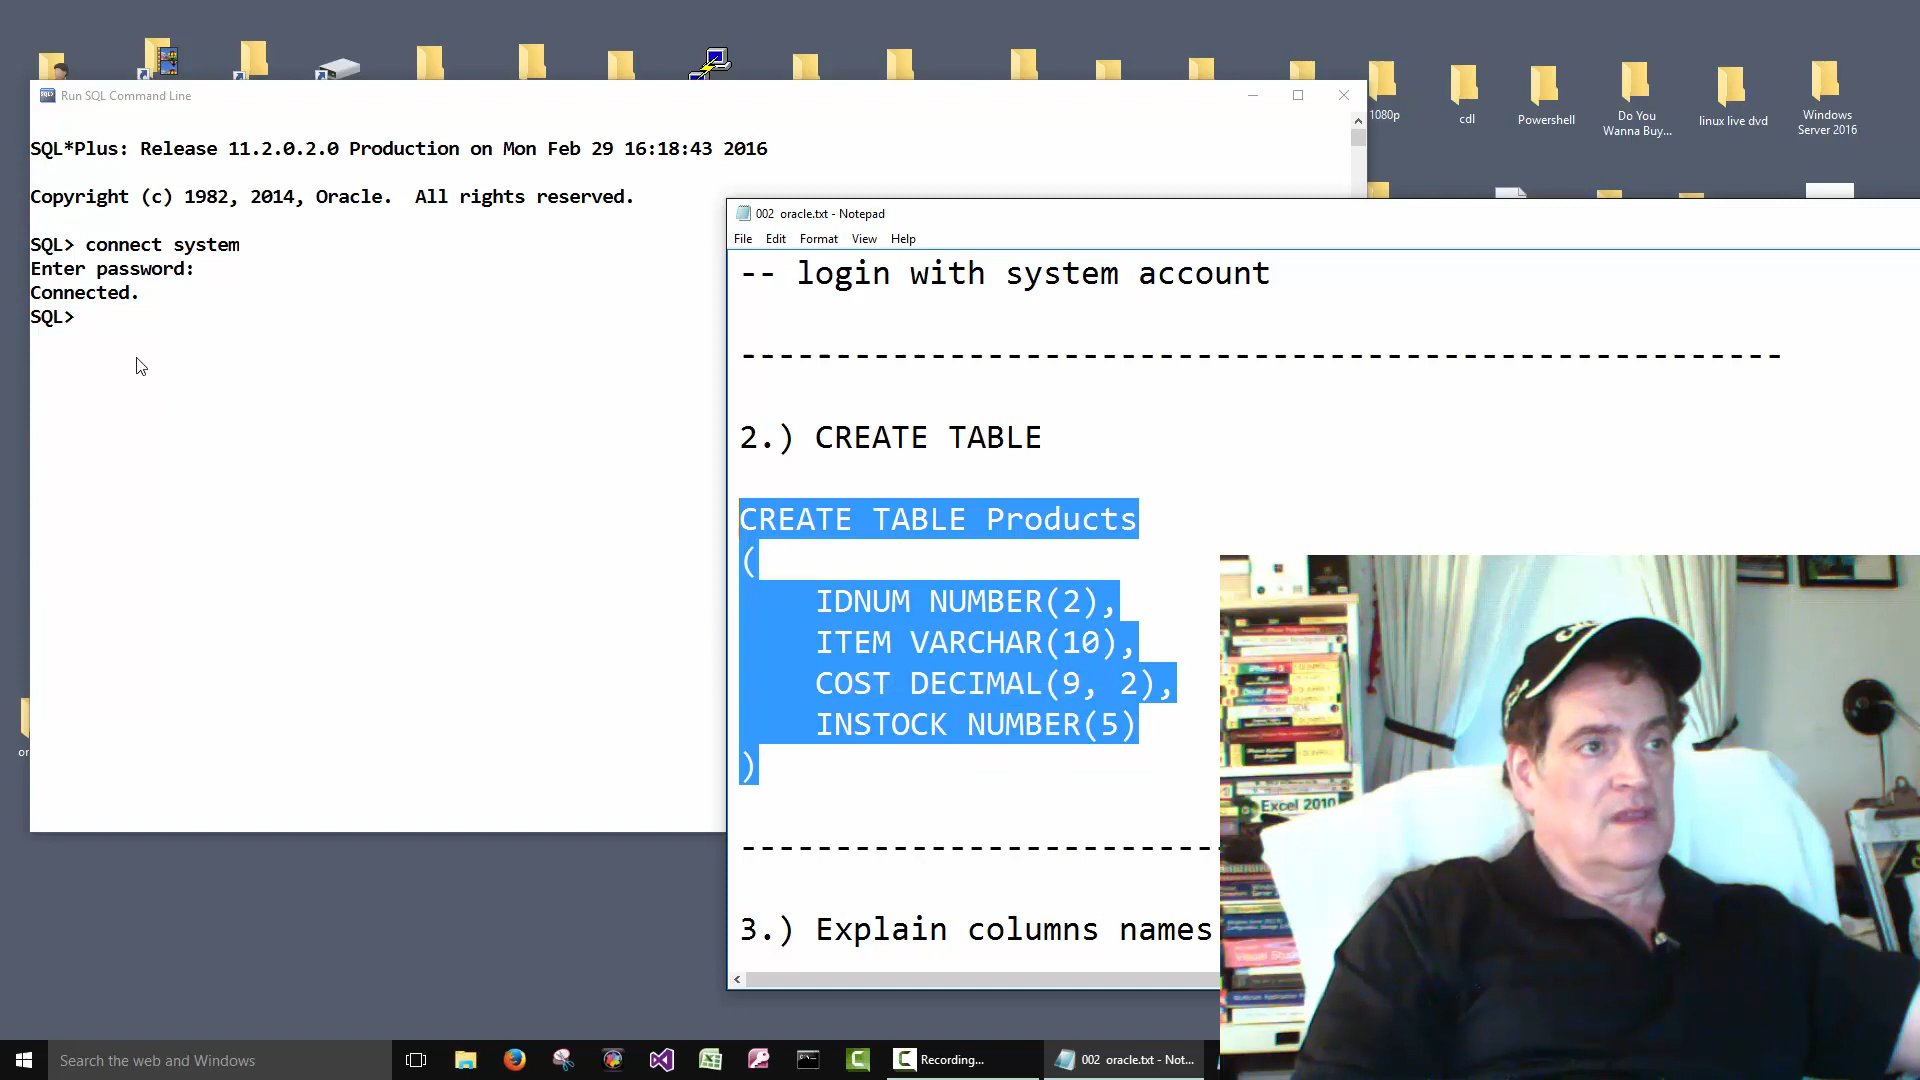 1080p
cdl
Powershell
Do You
Wanna Buy...
linux live dvd
Windows
Server 2016
Run SQL Command Line
SQL*Plus: Release 11.2.0.2.0 Production on Mon Feb 29 16:18:43 2016
Copyright (c) 1982, 2014, Oracle.  All rights reserved.
SQL> connect system
Enter password:
Connected.
SQL>
002 oracle.txt - Notepad
File Edit Format View Help
-- login with system account
-------------------------------------------------------
2.) CREATE TABLE
CREATE TABLE Products
(
IDNUM NUMBER(2),
ITEM VARCHAR(10),
COST DECIMAL(9, 2),
INSTOCK NUMBER(5)
)
--------------------------
3.) Explain columns names
Excel 2010
Search the web and Windows
Recording...
002 oracle.txt - Not...